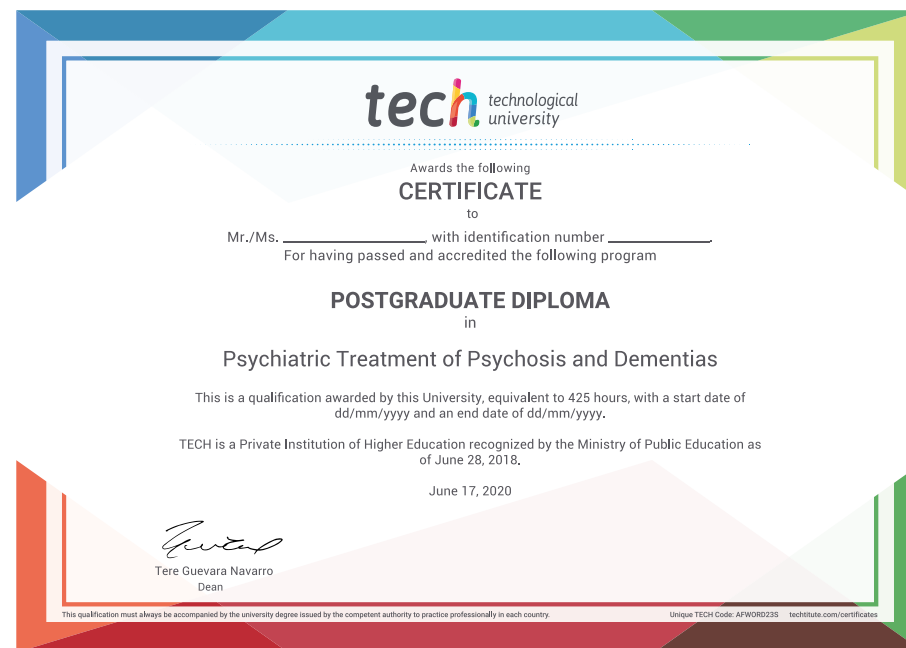 tech technological
university
Awards the following
CERTIFICATE
to
Mr./Ms. ____________, with identification number ____________.
For having passed and accredited the following program
POSTGRADUATE DIPLOMA
in
Psychiatric Treatment of Psychosis and Dementias
This is a qualification awarded by this University, equivalent to 425 hours, with a start date of
dd/mm/yyyy and an end date of dd/mm/yyyy.
TECH is a Private Institution of Higher Education recognized by the Ministry of Public Education as
of June 28, 2018.
June 17, 2020
Tere Guevara Navarro
Dean
This qualification must always be accompanied by the university degree issued by the competent authority to practice professionally in each country. Unique TECH Code: AFWORD23S techtitute.com/certificates